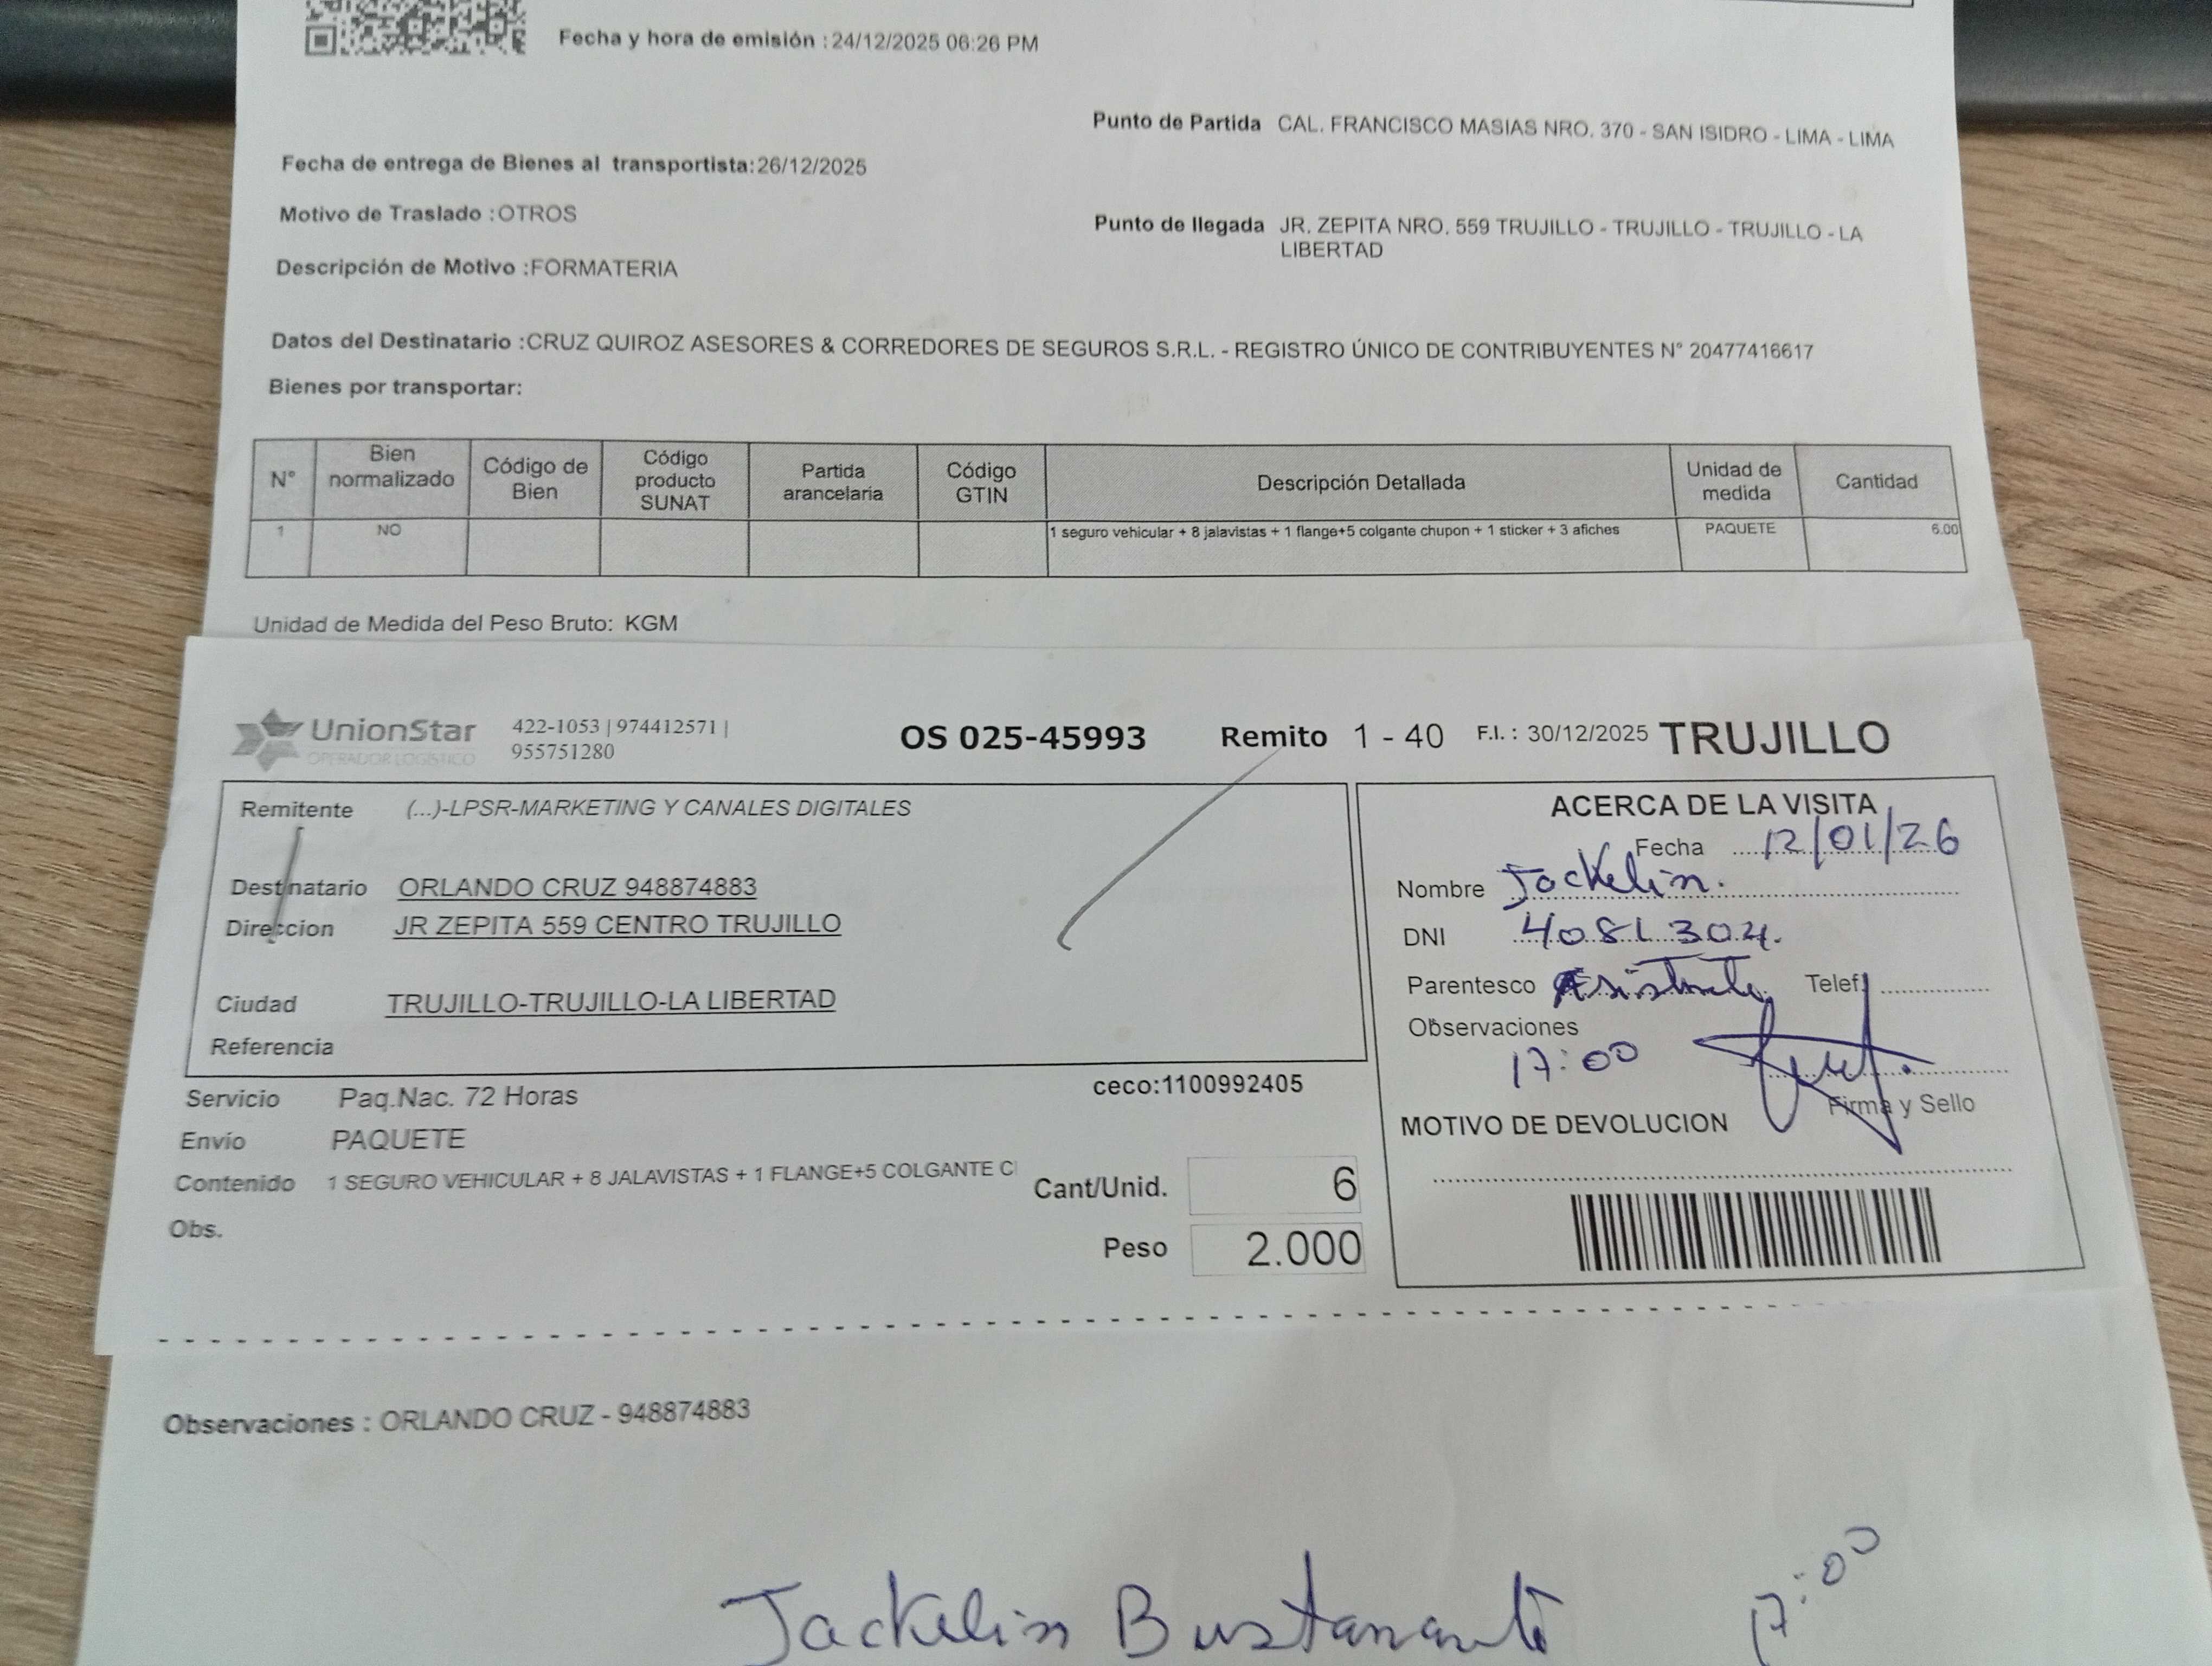 Fecha y hora de emisión :24/12/2025 06:26 PM
Punto de Partida CAL. FRANCISCO MASIAS NRO. 370 - SAN ISIDRO - LIMA - LIMA
Fecha de entrega de Bienes al transportista:26/12/2025
Motivo de Traslado :OTROS
Punto de llegada JR. ZEPITA NRO. 559 TRUJILLO - TRUJILLO - TRUJILLO - LA
LIBERTAD
Descripción de Motivo :FORMATERIA
Datos del Destinatario :CRUZ QUIROZ ASESORES & CORREDORES DE SEGUROS S.R.L. - REGISTRO ÚNICO DE CONTRIBUYENTES N° 20477416617
Bienes por transportar:
N° Bien normalizado Código de Bien Código producto SUNAT Partida arancelaria Código GTIN Descripción Detallada Unidad de medida Cantidad
1 NO 1 seguro vehicular + 8 jalavistas + 1 flange+5 colgante chupon + 1 sticker + 3 afiches PAQUETE 6.00
Unidad de Medida del Peso Bruto: KGM
UnionStar
OPERADOR LOGÍSTICO
422-1053 | 974412571 |
955751280
OS 025-45993 Remito 1 - 40 F.I. : 30/12/2025 TRUJILLO
Remitente (...)-LPSR-MARKETING Y CANALES DIGITALES
Destinatario ORLANDO CRUZ 948874883
Direccion JR ZEPITA 559 CENTRO TRUJILLO
Ciudad TRUJILLO-TRUJILLO-LA LIBERTAD
Referencia
ACERCA DE LA VISITA
Fecha 12/01/26
Nombre Jackelin.
DNI 4081304.
Parentesco Asistente Telef.
Observaciones
17:00
Firma y Sello
MOTIVO DE DEVOLUCION
Servicio Paq.Nac. 72 Horas
ceco:1100992405
Envío PAQUETE
Contenido 1 SEGURO VEHICULAR + 8 JALAVISTAS + 1 FLANGE+5 COLGANTE C
Cant/Unid. 6
Obs.
Peso 2.000
Observaciones : ORLANDO CRUZ - 948874883
Jackelin Bustamante 17:00